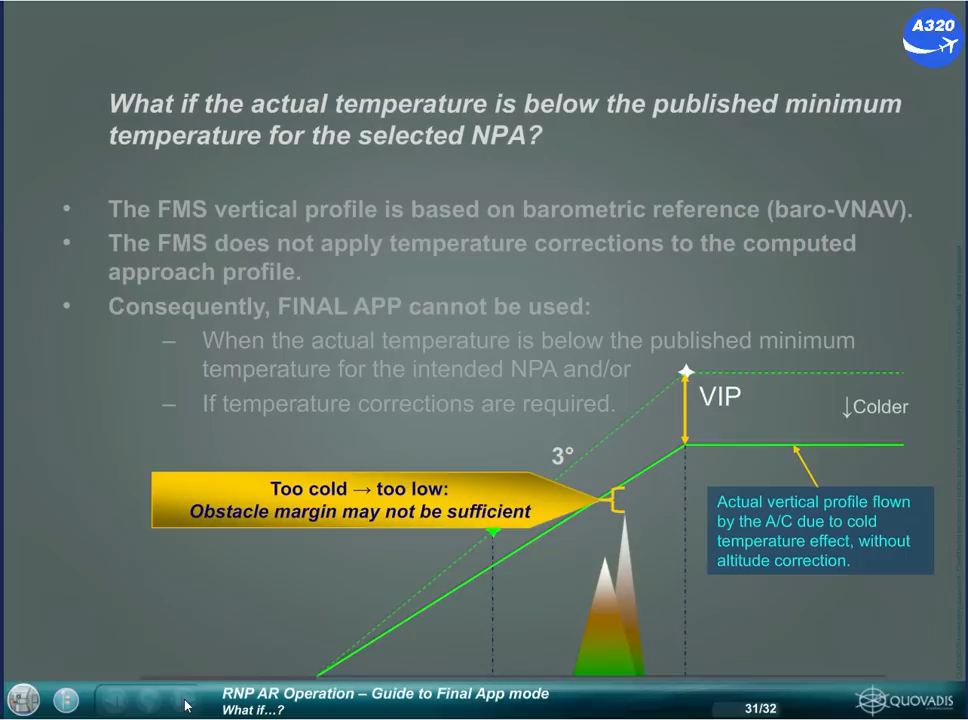 A320
What if the actual temperature is below the published minimum
temperature for the selected NPA?
• The FMS vertical profile is based on barometric reference (baro-VNAV).
• The FMS does not apply temperature corrections to the computed
approach profile.
• Consequently, FINAL APP cannot be used:
– When the actual temperature is below the published minimum
temperature for the intended NPA and/or
– If temperature corrections are required.
VIP
↓Colder
3°
Too cold → too low:
Obstacle margin may not be sufficient
Actual vertical profile flown
by the A/C due to cold
temperature effect, without
altitude correction.
RNP AR Operation – Guide to Final App mode
What if…?
31/32
QUOVADIS